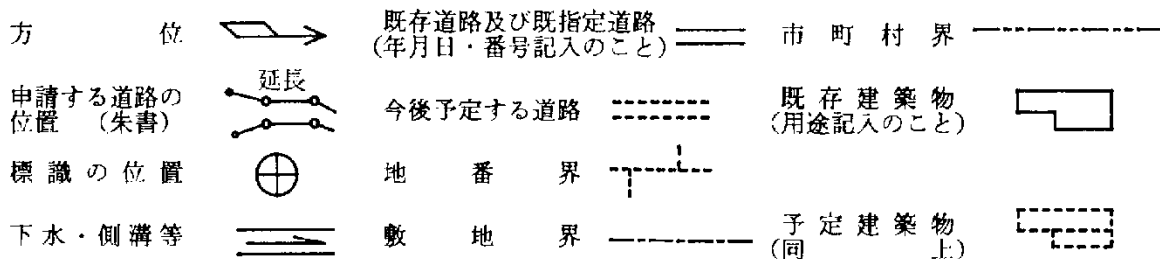 方位
既存道路及び既指定道路
(年月日・番号記入のこと)
市町村界
申請する道路の
位置(朱書)
延長
今後予定する道路
既存建築物
(用途記入のこと)
標識の位置
地番界
下水・側溝等
敷地界
予定建築物
(同上)